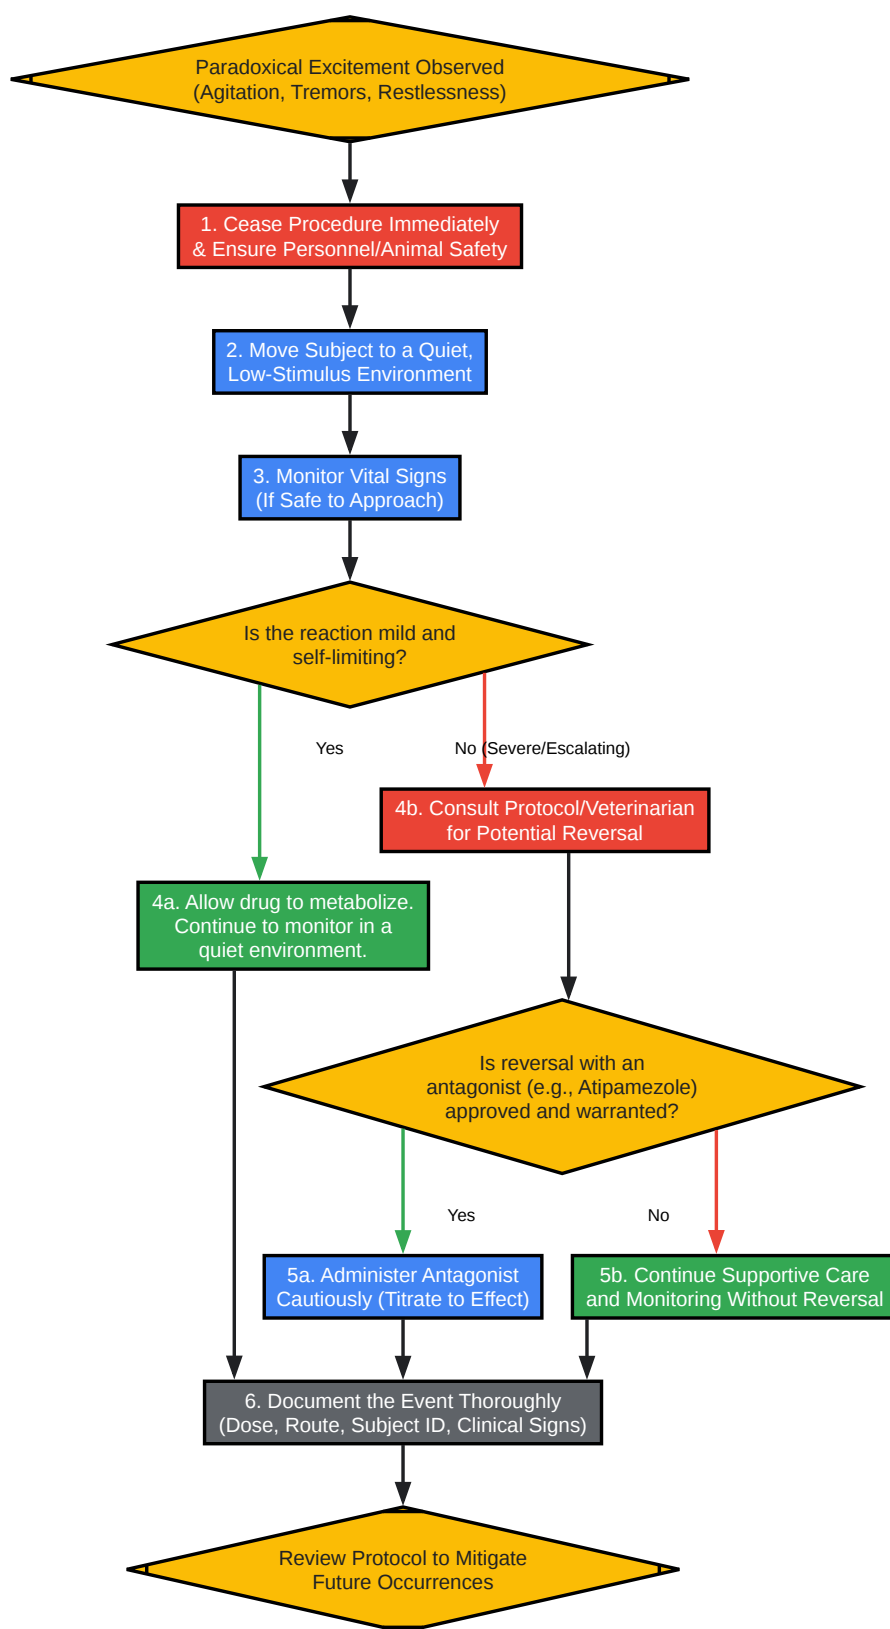 Paradoxical Excitement Observed
(Agitation, Tremors, Restlessness)
1. Cease Procedure Immediately
& Ensure Personnel/Animal Safety
2. Move Subject to a Quiet,
Low-Stimulus Environment
3. Monitor Vital Signs
(If Safe to Approach)
Is the reaction mild and
self-limiting?
Yes
No (Severe/Escalating)
4b. Consult Protocol/Veterinarian
for Potential Reversal
4a. Allow drug to metabolize.
Continue to monitor in a
quiet environment.
Is reversal with an
antagonist (e.g., Atipamezole)
approved and warranted?
Yes
No
5a. Administer Antagonist
Cautiously (Titrate to Effect)
5b. Continue Supportive Care
and Monitoring Without Reversal
6. Document the Event Thoroughly
(Dose, Route, Subject ID, Clinical Signs)
Review Protocol to Mitigate
Future Occurrences